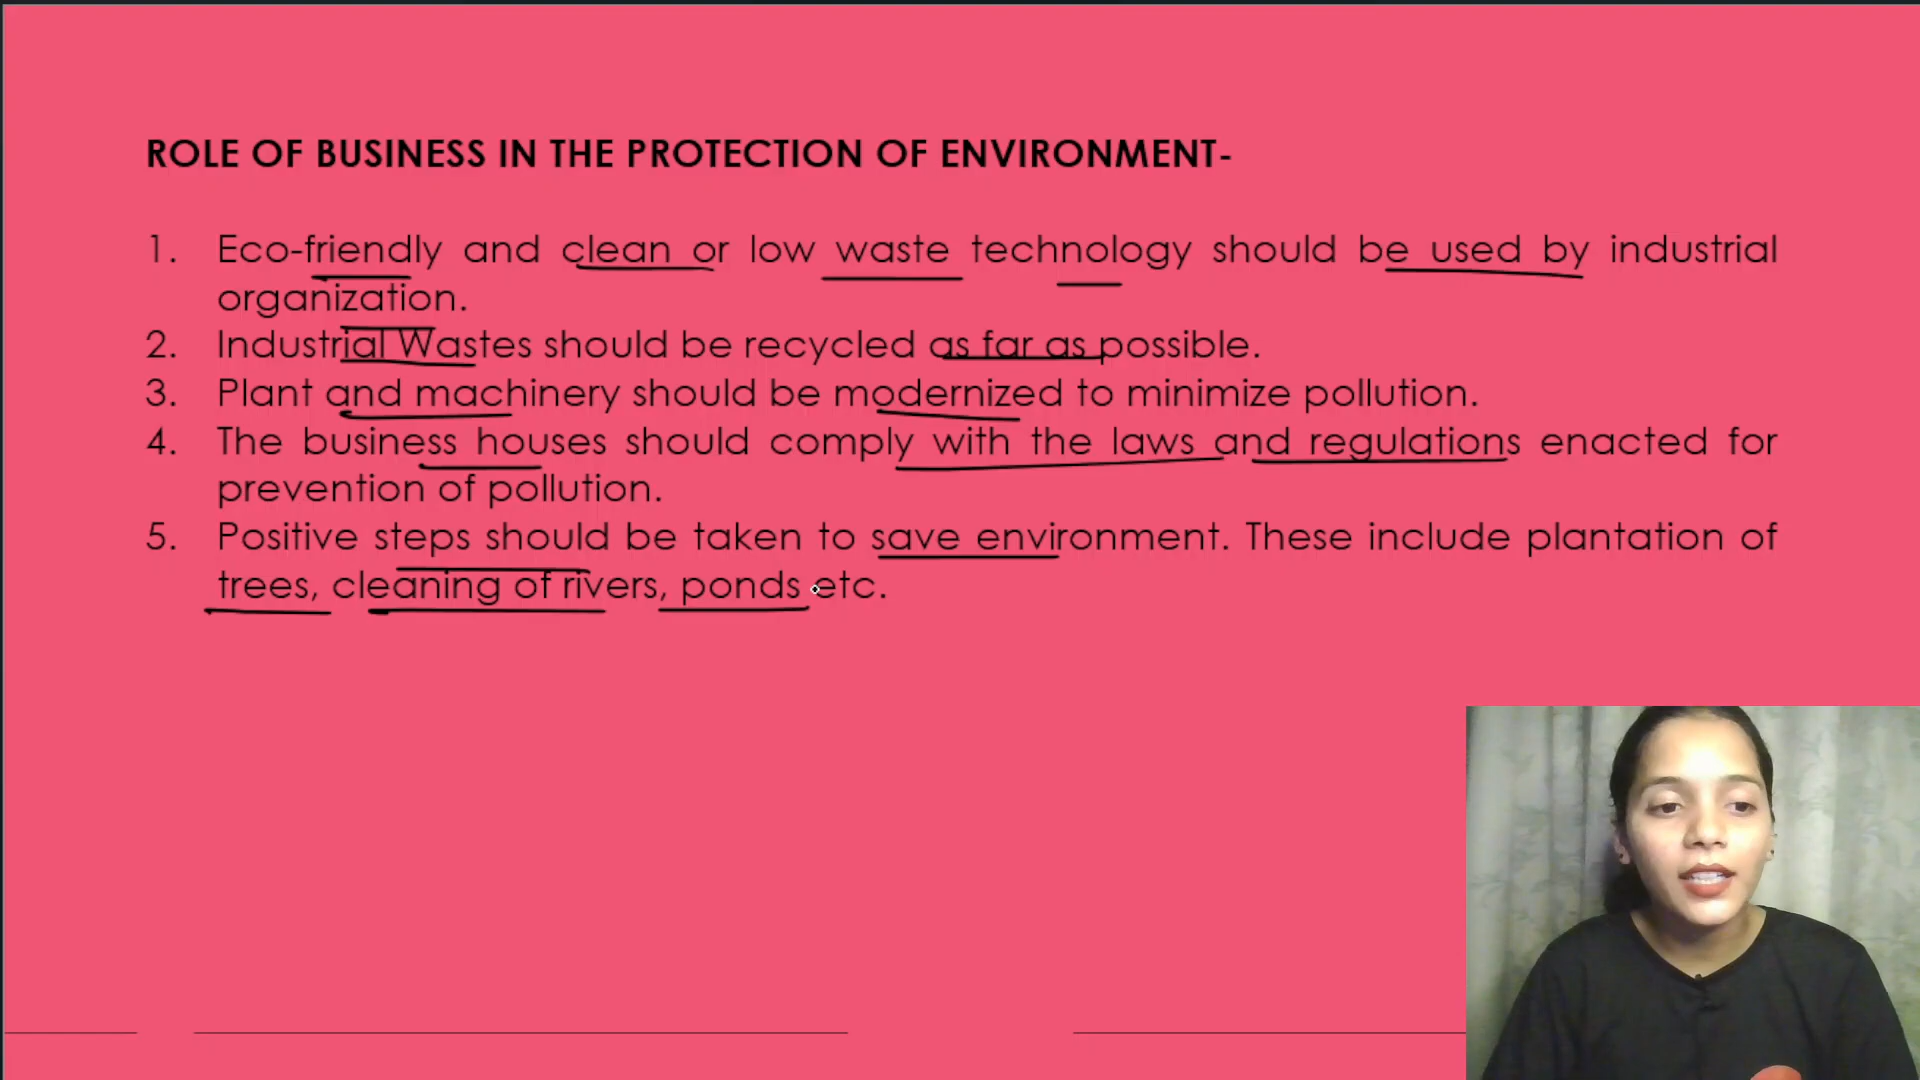 ROLE OF BUSINESS IN THE PROTECTION OF ENVIRONMENT-
1. Eco-friendly and clean or low waste technology should be used by industrial
organization.
2. Industrial Wastes should be recycled as far as possible.
3. Plant and machinery should be modernized to minimize pollution.
4. The business houses should comply with the laws and regulations enacted for
prevention of pollution.
5. Positive steps should be taken to save environment. These include plantation of
trees, cleaning of rivers, ponds etc.